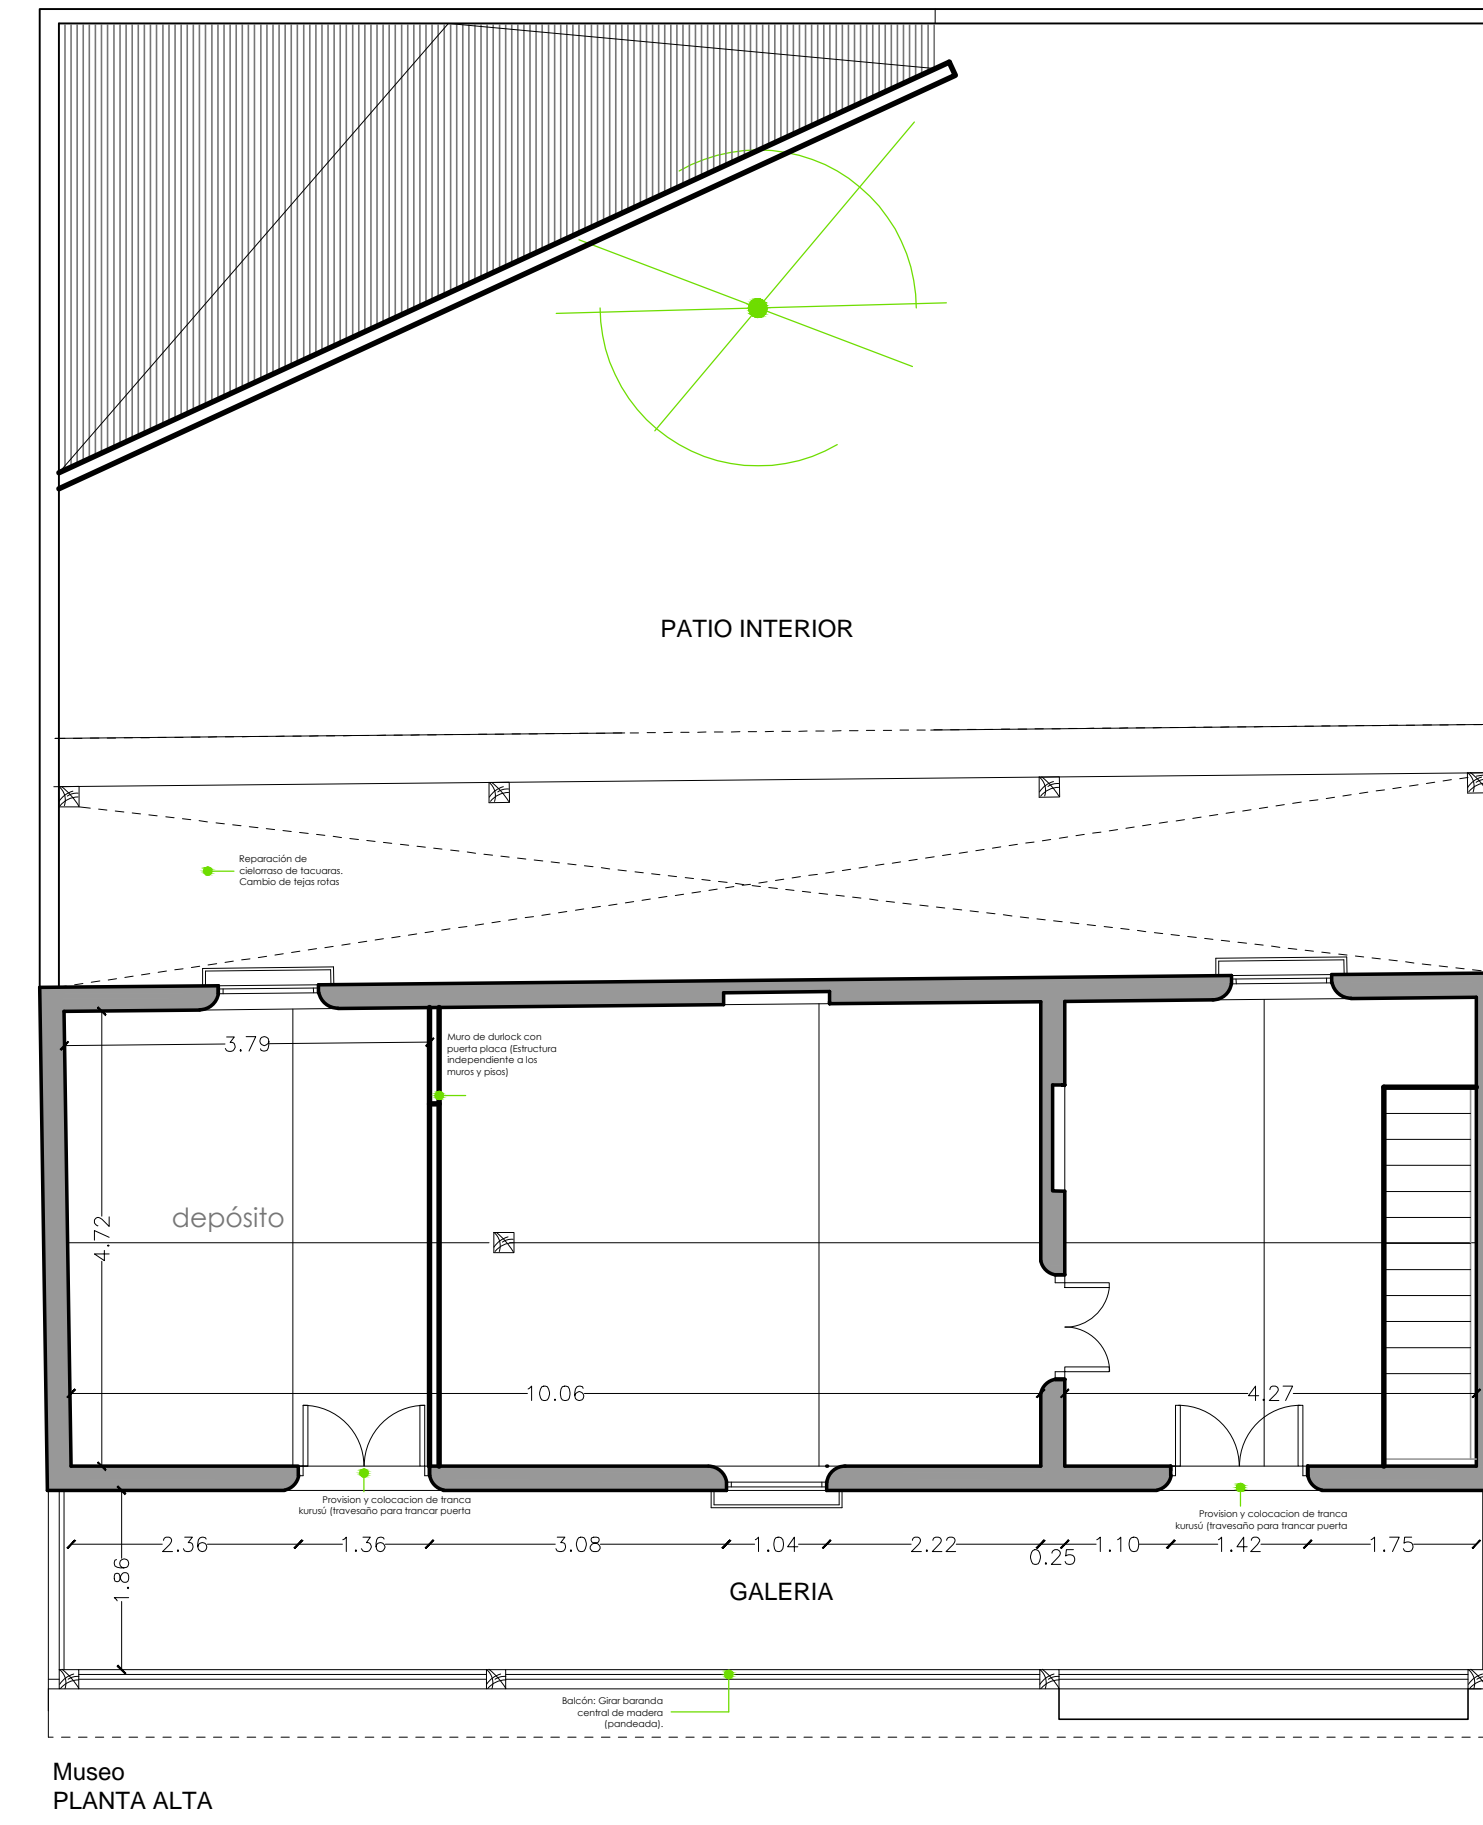 PATIO INTERIOR
Reparación de
cielorraso de tacuaras.
Cambio de tejas rotas
3.79
Muro de durlock con
puerta placa (Estructura
independiente a los
muros y pisos)
depósito
4.72
10.06
4.27
Provision y colocacion de tranca
kurusú (travesaño para trancar puerta
Provision y colocacion de tranca
kurusú (travesaño para trancar puerta
2.36
1.36
3.08
1.04
2.22
0.25
1.10
1.42
1.75
1.86
GALERIA
Balcón: Girar baranda
central de madera
(pandeada).
Museo
PLANTA ALTA